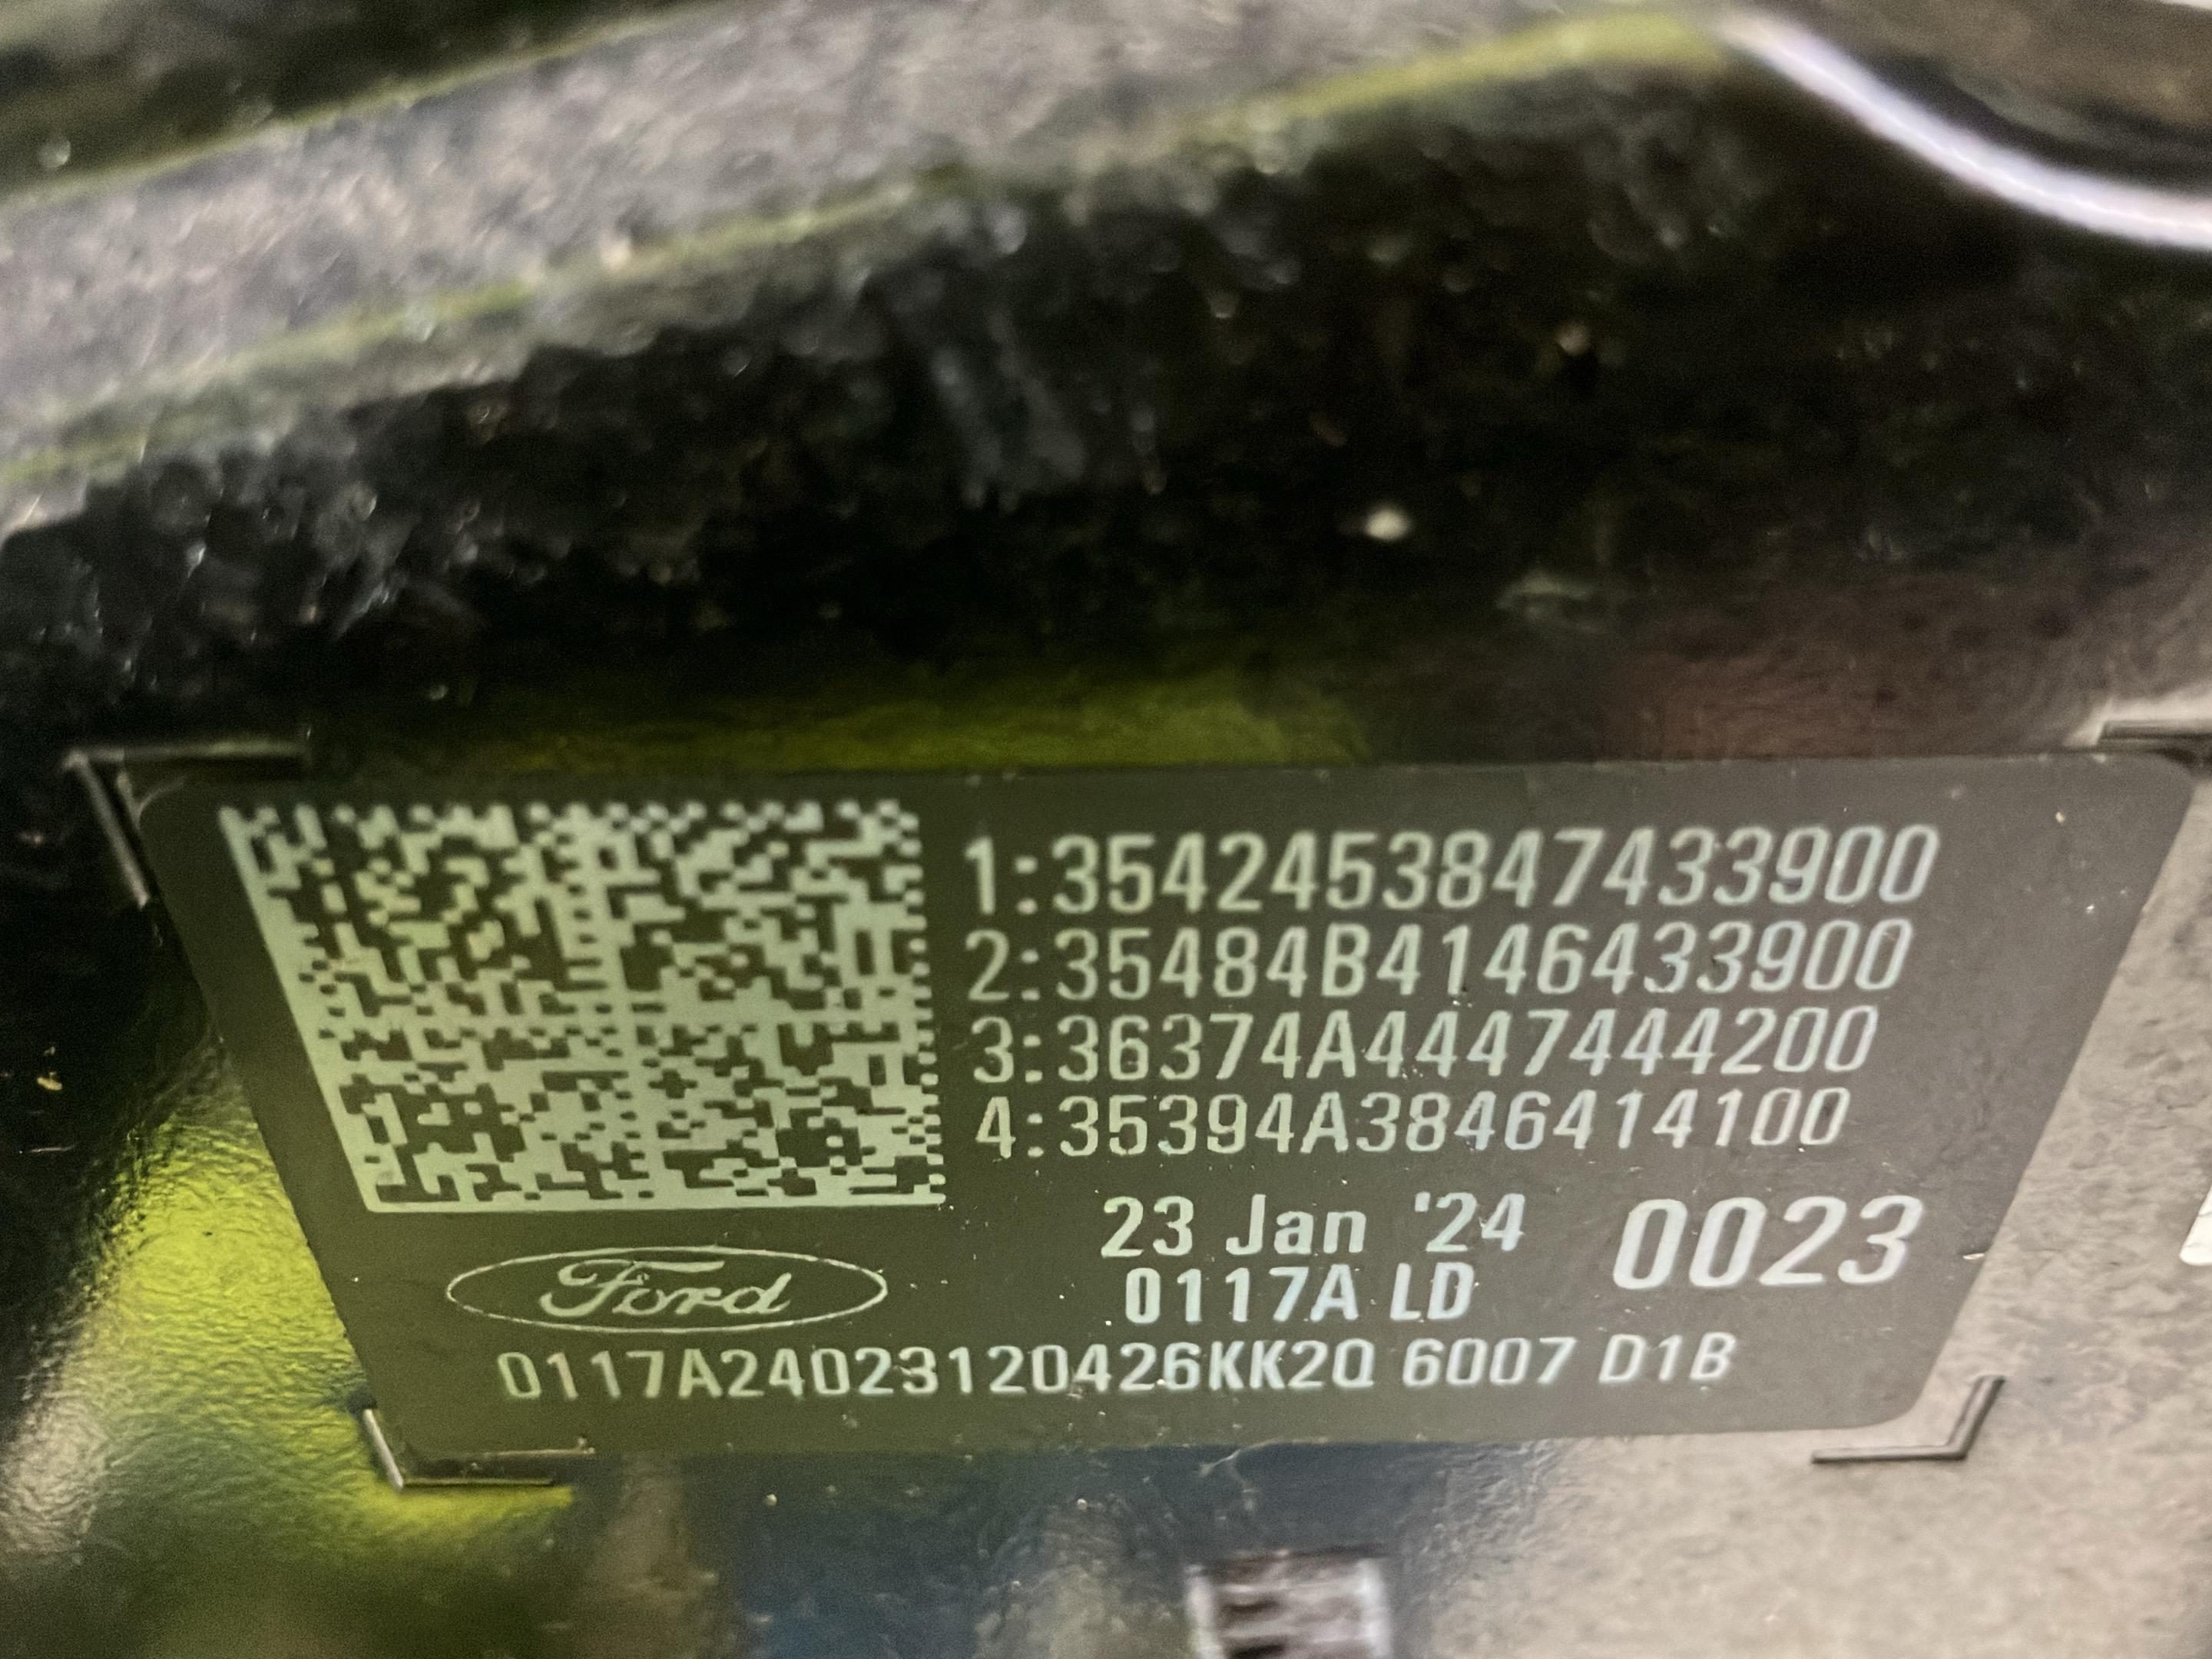 1:3542453847433900
2:35484B4146433900
3:36374A4447444200
4:35394A3846414100
23 Jan '24
0117A LD
0023
Ford
0117A24023120426KK2Q 6007 D1B